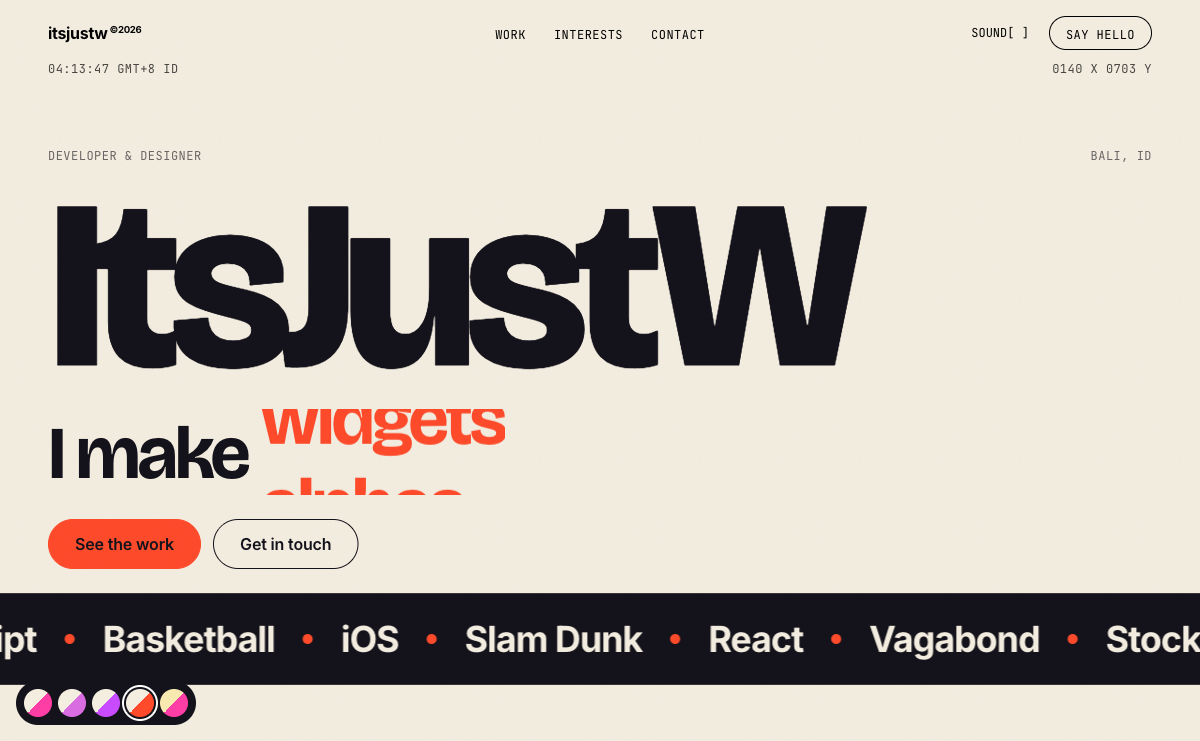 itsjustw ©2026
WORK INTERESTS CONTACT
SOUND[ ] SAY HELLO
04:13:47 GMT+8 ID
0140 X 0703 Y
DEVELOPER & DESIGNER
BALI, ID
ItsJustW
I make widgets
See the work
Get in touch
Basketball • iOS • Slam Dunk • React • Vagabond • Stock